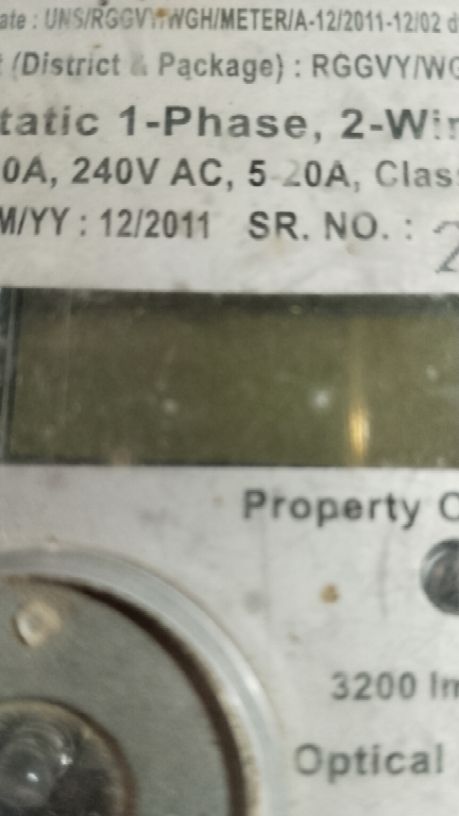 ate : UNS/RGGVY/WGH/METER/A-12/2011-12/02 d
(District & Package) : RGGVY/WG
tatic 1-Phase, 2-Wir
0A, 240V AC, 5-20A, Clas
M/YY : 12/2011 SR. NO. : 2
Property O
3200 Im
Optical